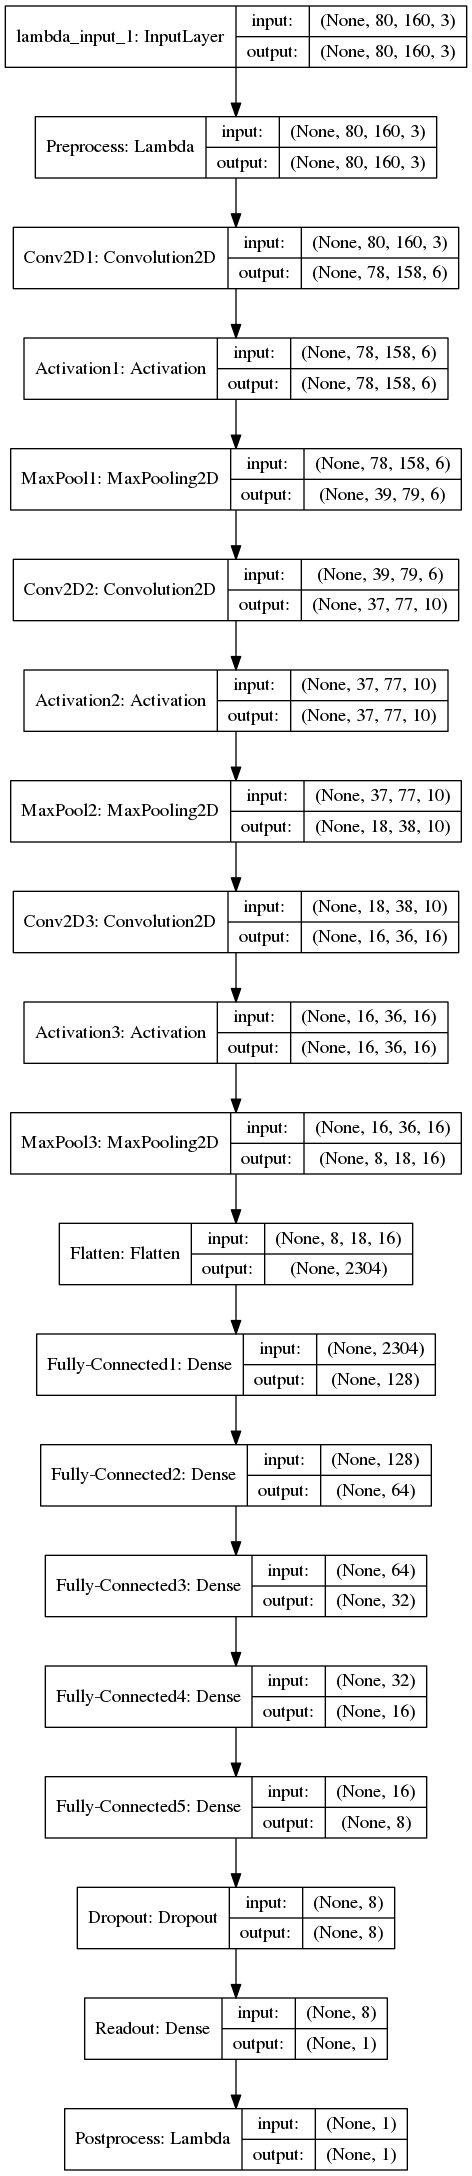 lambda_input_1: InputLayer
input: (None, 80, 160, 3)
output: (None, 80, 160, 3)
Preprocess: Lambda
input: (None, 80, 160, 3)
output: (None, 80, 160, 3)
Conv2D1: Convolution2D
input: (None, 80, 160, 3)
output: (None, 78, 158, 6)
Activation1: Activation
input: (None, 78, 158, 6)
output: (None, 78, 158, 6)
MaxPool1: MaxPooling2D
input: (None, 78, 158, 6)
output: (None, 39, 79, 6)
Conv2D2: Convolution2D
input: (None, 39, 79, 6)
output: (None, 37, 77, 10)
Activation2: Activation
input: (None, 37, 77, 10)
output: (None, 37, 77, 10)
MaxPool2: MaxPooling2D
input: (None, 37, 77, 10)
output: (None, 18, 38, 10)
Conv2D3: Convolution2D
input: (None, 18, 38, 10)
output: (None, 16, 36, 16)
Activation3: Activation
input: (None, 16, 36, 16)
output: (None, 16, 36, 16)
MaxPool3: MaxPooling2D
input: (None, 16, 36, 16)
output: (None, 8, 18, 16)
Flatten: Flatten
input: (None, 8, 18, 16)
output: (None, 2304)
Fully-Connected1: Dense
input: (None, 2304)
output: (None, 128)
Fully-Connected2: Dense
input: (None, 128)
output: (None, 64)
Fully-Connected3: Dense
input: (None, 64)
output: (None, 32)
Fully-Connected4: Dense
input: (None, 32)
output: (None, 16)
Fully-Connected5: Dense
input: (None, 16)
output: (None, 8)
Dropout: Dropout
input: (None, 8)
output: (None, 8)
Readout: Dense
input: (None, 8)
output: (None, 1)
Postprocess: Lambda
input: (None, 1)
output: (None, 1)